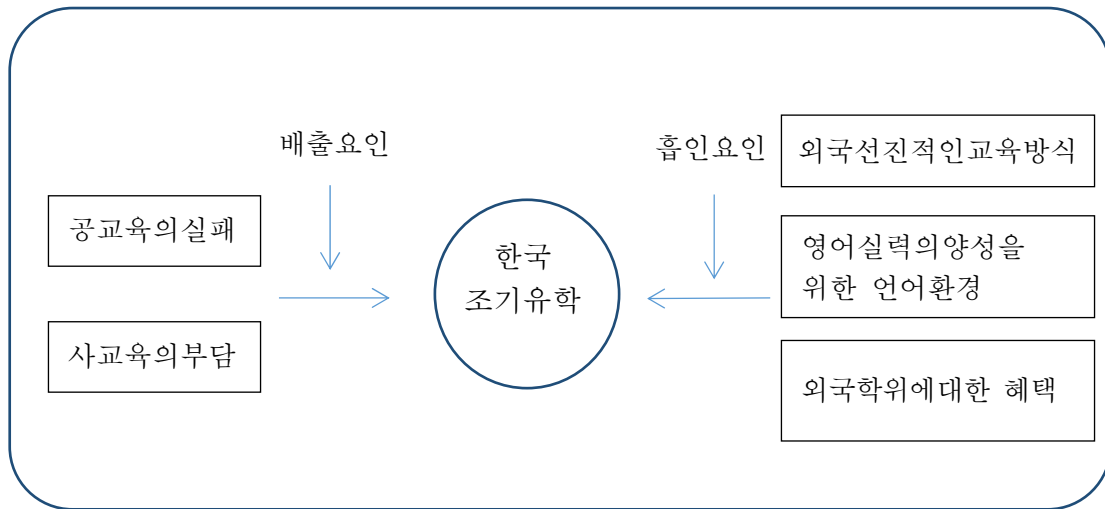 배출요인
공교육의실패
사교육의부담
한국
조기유학
흡인요인
외국선진적인교육방식
영어실력의양성을
위한 언어환경
외국학위에대한 혜택